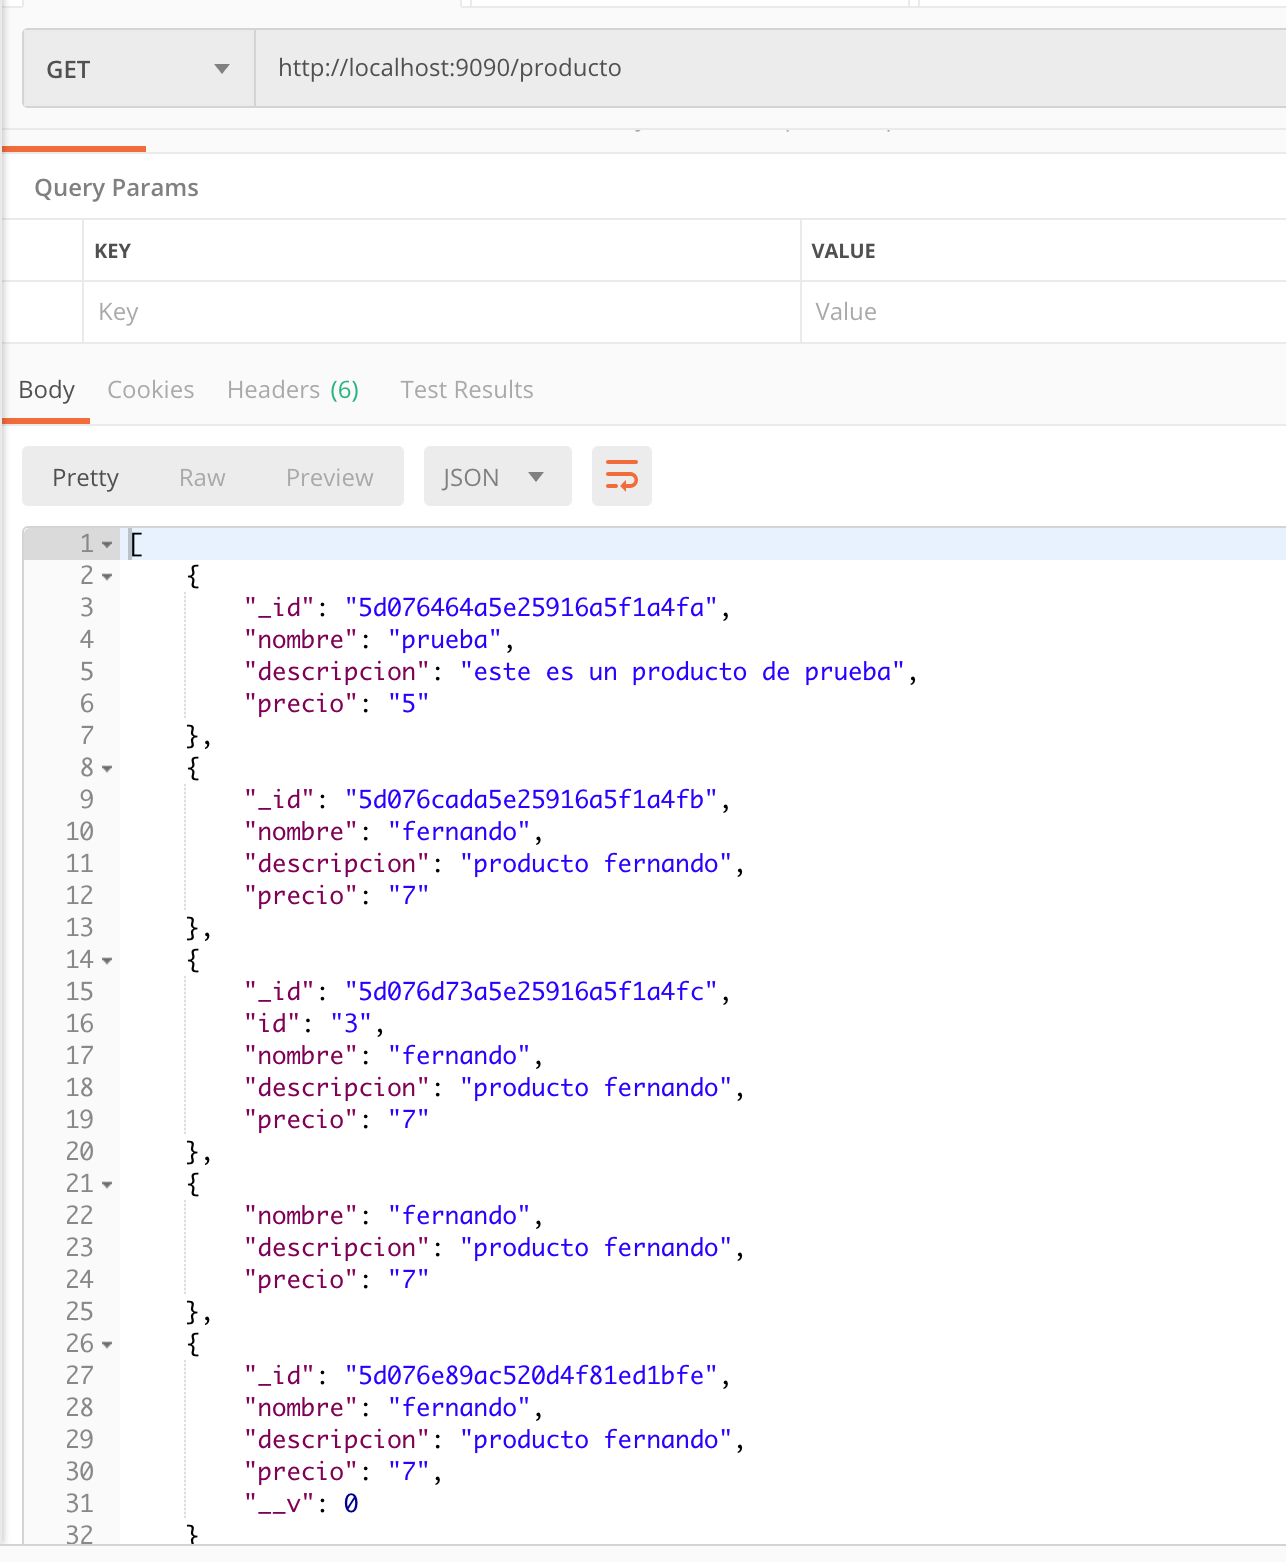 GET http://localhost:9090/producto
Query Params
KEY VALUE
Key Value
Body Cookies Headers (6) Test Results
Pretty Raw Preview JSON
1 [
2 {
3 "_id": "5d076464a5e25916a5f1a4fa",
4 "nombre": "prueba",
5 "descripcion": "este es un producto de prueba",
6 "precio": "5"
7 },
8 {
9 "_id": "5d076cada5e25916a5f1a4fb",
10 "nombre": "fernando",
11 "descripcion": "producto fernando",
12 "precio": "7"
13 },
14 {
15 "_id": "5d076d73a5e25916a5f1a4fc",
16 "id": "3",
17 "nombre": "fernando",
18 "descripcion": "producto fernando",
19 "precio": "7"
20 },
21 {
22 "nombre": "fernando",
23 "descripcion": "producto fernando",
24 "precio": "7"
25 },
26 {
27 "_id": "5d076e89ac520d4f81ed1bfe",
28 "nombre": "fernando",
29 "descripcion": "producto fernando",
30 "precio": "7",
31 "__v": 0
32 }